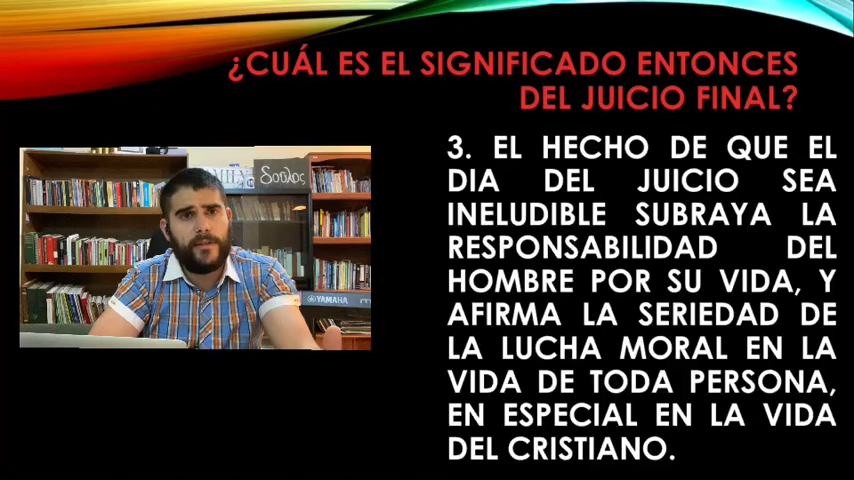 ¿CUÁL ES EL SIGNIFICADO ENTONCES
DEL JUICIO FINAL?
3. EL HECHO DE QUE EL
DIA DEL JUICIO SEA
INELUDIBLE SUBRAYA LA
RESPONSABILIDAD DEL
HOMBRE POR SU VIDA, Y
AFIRMA LA SERIEDAD DE
LA LUCHA MORAL EN LA
VIDA DE TODA PERSONA,
EN ESPECIAL EN LA VIDA
DEL CRISTIANO.
δοῦλος
YAMAHA